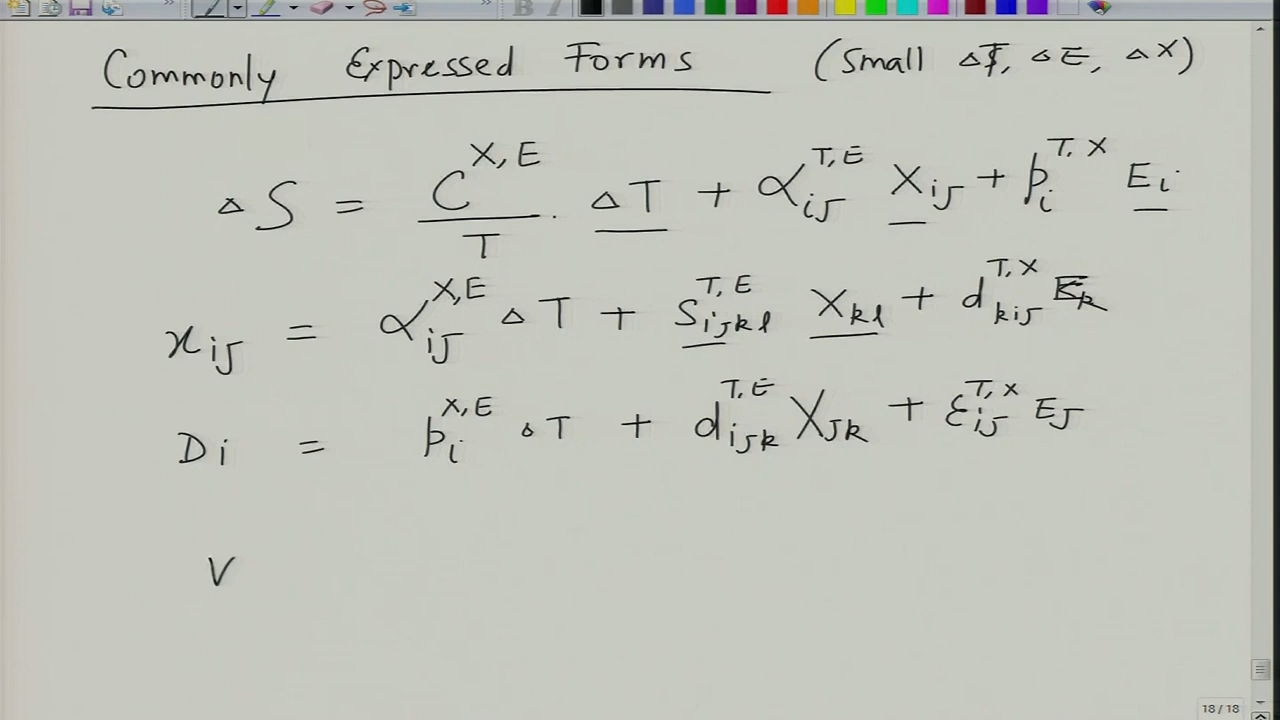 Commonly Expressed Forms (Small ΔT, ΔE, ΔX)
ΔS = C^{X,E}/T · ΔT + α_{ij}^{T,E} X_{ij} + p_i^{T,X} E_i
x_{ij} = α_{ij}^{X,E} ΔT + s_{ijkl}^{T,E} X_{kl} + d_{kij}^{T,X} E_k
D_i = p_i^{X,E} ΔT + d_{ijk}^{T,E} X_{jk} + ε_{ij}^{T,X} E_j
V
18 / 18